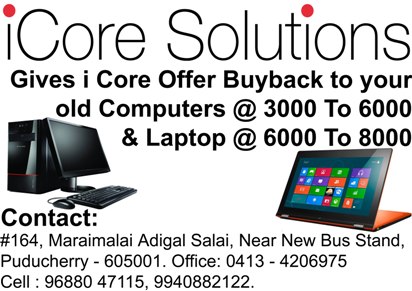 iCore Solutions
Gives i Core Offer Buyback to your
old Computers @ 3000 To 6000
& Laptop @ 6000 To 8000
Contact:
#164, Maraimalai Adigal Salai, Near New Bus Stand,
Puducherry - 605001. Office: 0413 - 4206975
Cell : 96880 47115, 9940882122.